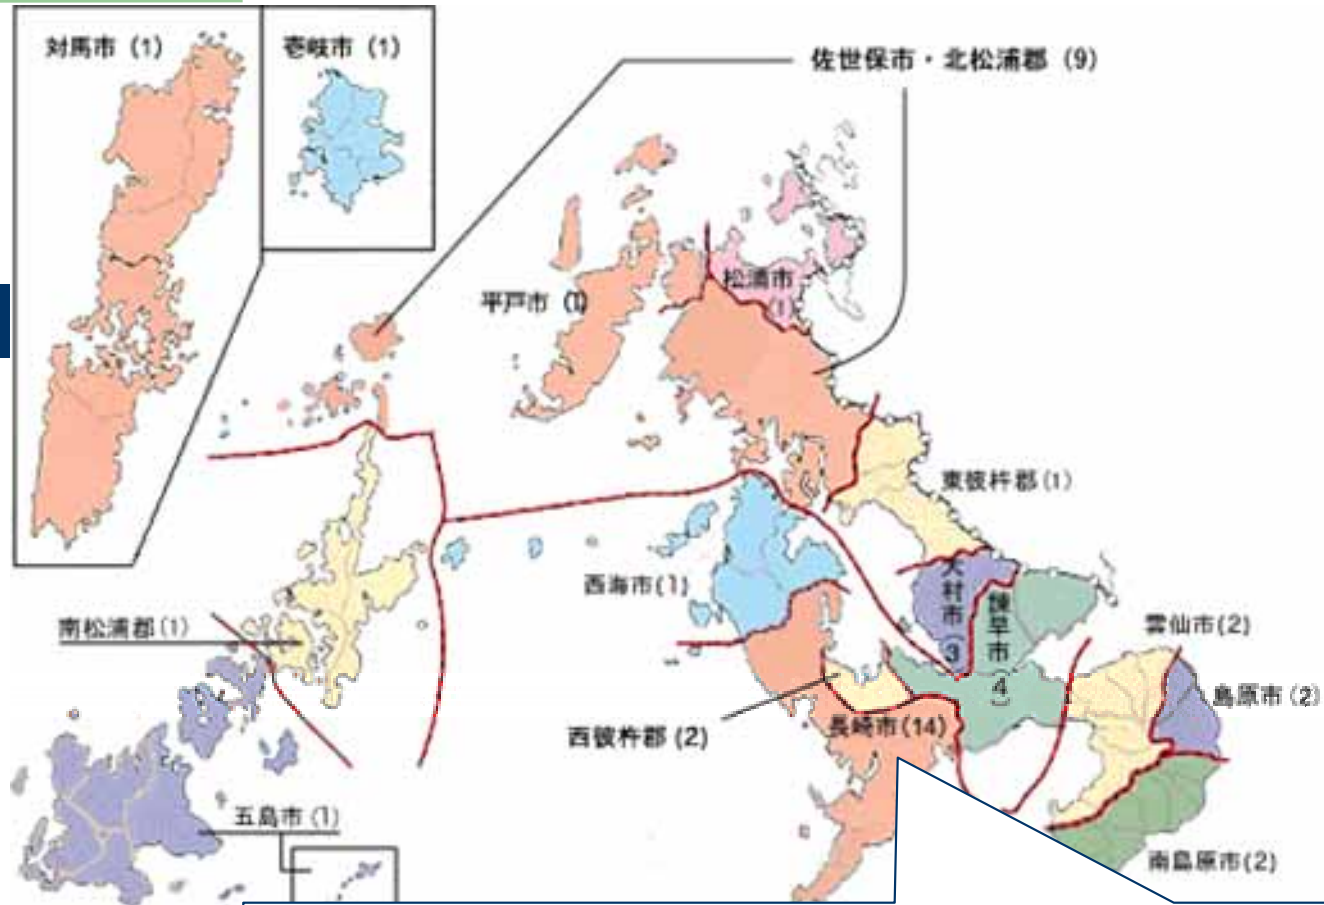 対馬市 (1)
壱岐市 (1)
佐世保市・北松浦郡 (9)
平戸市 (1)
松浦市
(1)
東彼杵郡 (1)
西海市 (1)
大村市 (3)
諫早市 (4)
南松浦郡 (1)
雲仙市 (2)
島原市 (2)
西彼杵郡 (2)
長崎市 (14)
五島市 (1)
南島原市 (2)